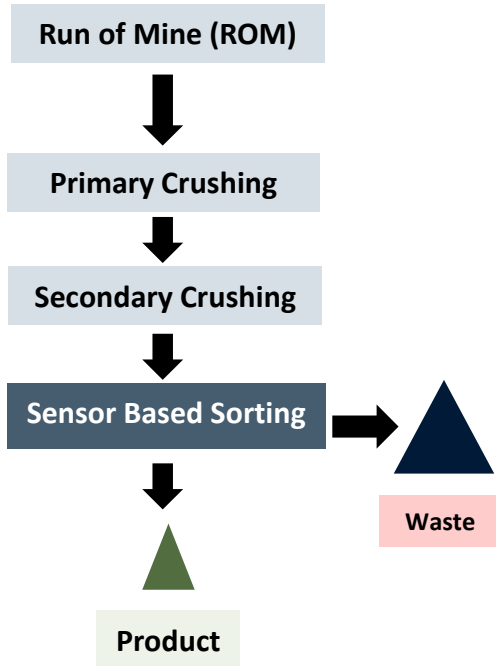 Run of Mine (ROM)
Primary Crushing
Secondary Crushing
Sensor Based Sorting
Waste
Product